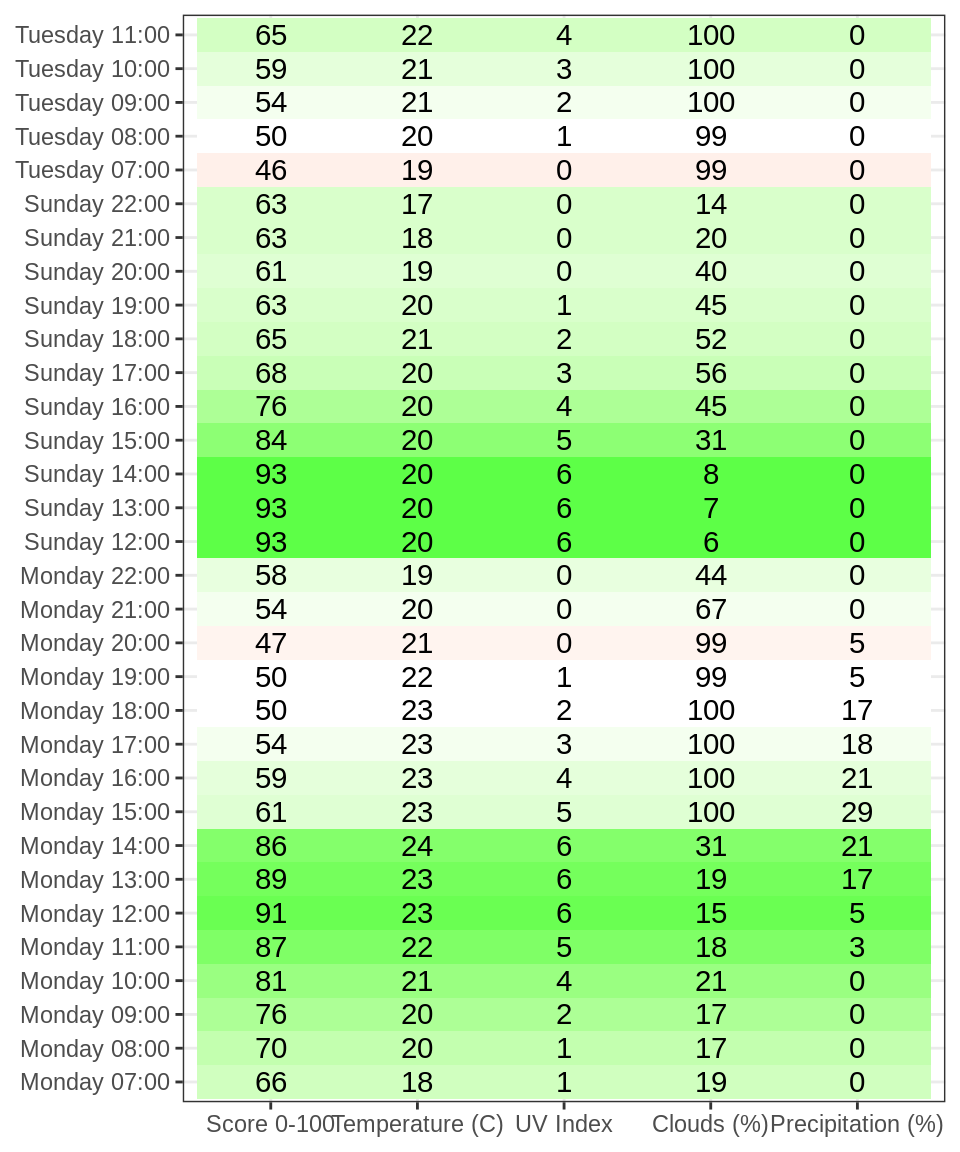 Tuesday 11:00 65 22 4 100 0
Tuesday 10:00 59 21 3 100 0
Tuesday 09:00 54 21 2 100 0
Tuesday 08:00 50 20 1 99 0
Tuesday 07:00 46 19 0 99 0
Sunday 22:00 63 17 0 14 0
Sunday 21:00 63 18 0 20 0
Sunday 20:00 61 19 0 40 0
Sunday 19:00 63 20 1 45 0
Sunday 18:00 65 21 2 52 0
Sunday 17:00 68 20 3 56 0
Sunday 16:00 76 20 4 45 0
Sunday 15:00 84 20 5 31 0
Sunday 14:00 93 20 6 8 0
Sunday 13:00 93 20 6 7 0
Sunday 12:00 93 20 6 6 0
Monday 22:00 58 19 0 44 0
Monday 21:00 54 20 0 67 0
Monday 20:00 47 21 0 99 5
Monday 19:00 50 22 1 99 5
Monday 18:00 50 23 2 100 17
Monday 17:00 54 23 3 100 18
Monday 16:00 59 23 4 100 21
Monday 15:00 61 23 5 100 29
Monday 14:00 86 24 6 31 21
Monday 13:00 89 23 6 19 17
Monday 12:00 91 23 6 15 5
Monday 11:00 87 22 5 18 3
Monday 10:00 81 21 4 21 0
Monday 09:00 76 20 2 17 0
Monday 08:00 70 20 1 17 0
Monday 07:00 66 18 1 19 0
Score 0-100 Temperature (C) UV Index Clouds (%) Precipitation (%)